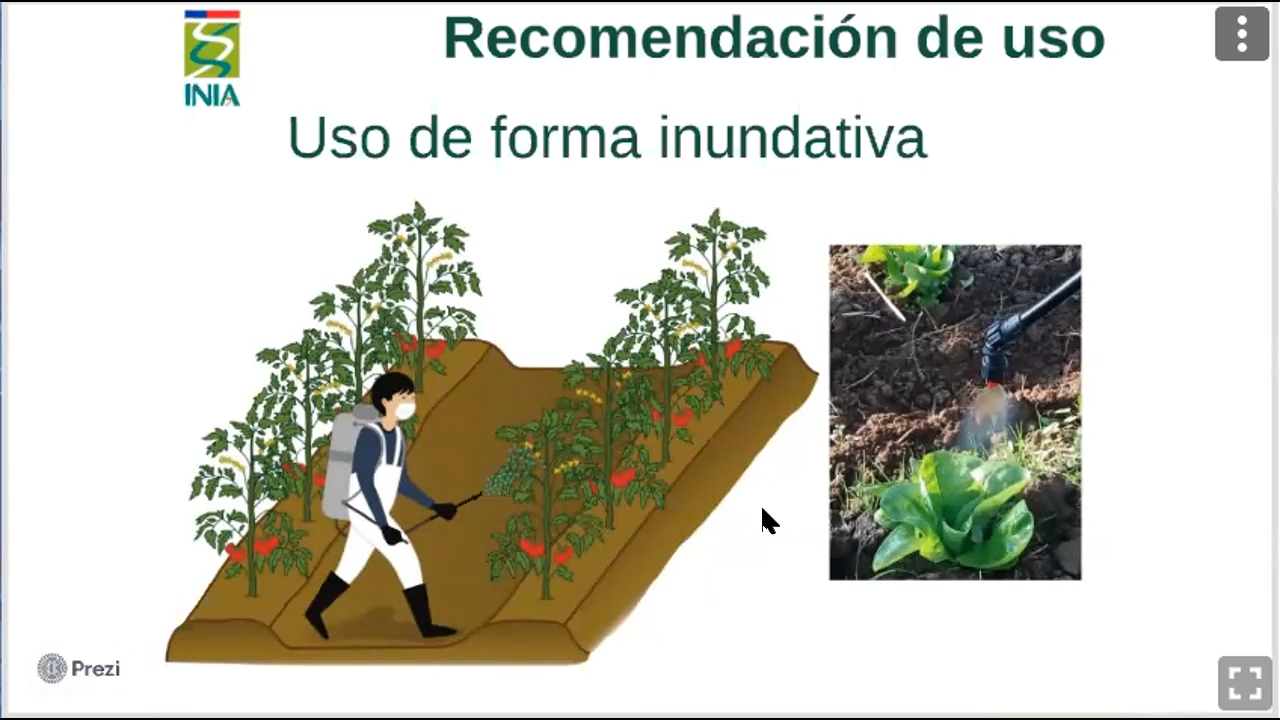 INIA
Recomendación de uso
Uso de forma inundativa
Prezi